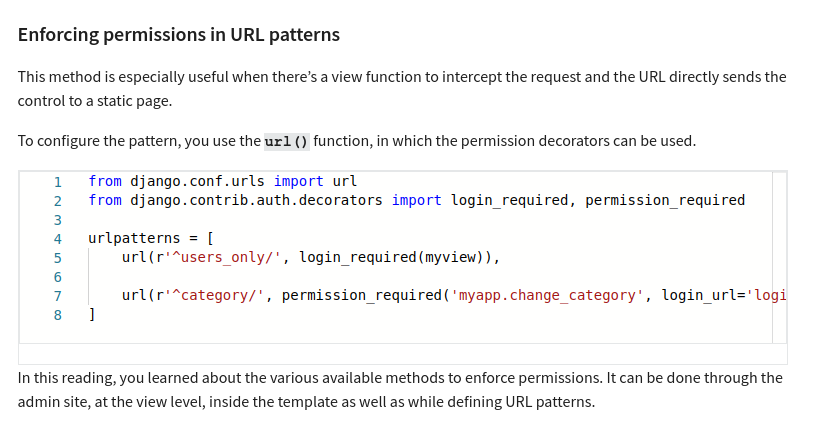 Enforcing permissions in URL patterns
This method is especially useful when there's a view function to intercept the request and the URL directly sends the
control to a static page.
To configure the pattern, you use the url() function, in which the permission decorators can be used.
1 from django.conf.urls import url
2 from django.contrib.auth.decorators import login_required, permission_required
3
4 urlpatterns = [
5     url(r'^users_only/', login_required(myview)),
6
7     url(r'^category/', permission_required('myapp.change_category', login_url='logi
8 ]
In this reading, you learned about the various available methods to enforce permissions. It can be done through the
admin site, at the view level, inside the template as well as while defining URL patterns.